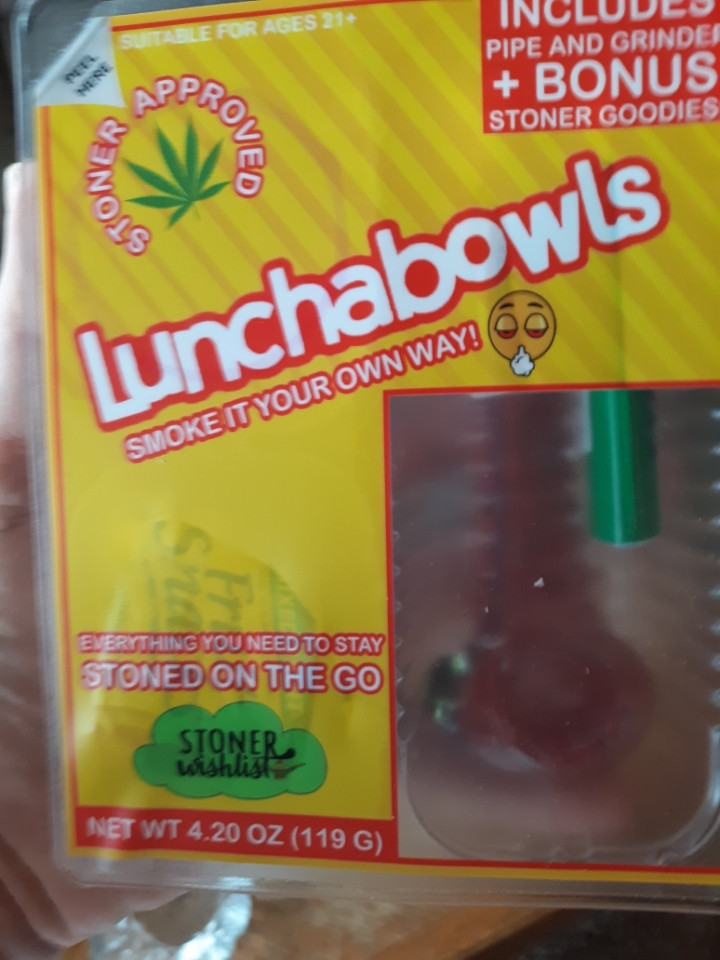 SUITABLE FOR AGES 21+
PEEL
HERE
INCLUDES
PIPE AND GRINDER
+ BONUS
STONER GOODIES
STONER APPROVED
Lunchabowls
SMOKE IT YOUR OWN WAY!
EVERYTHING YOU NEED TO STAY
STONED ON THE GO
STONER
wishlist
NET WT 4.20 OZ (119 G)